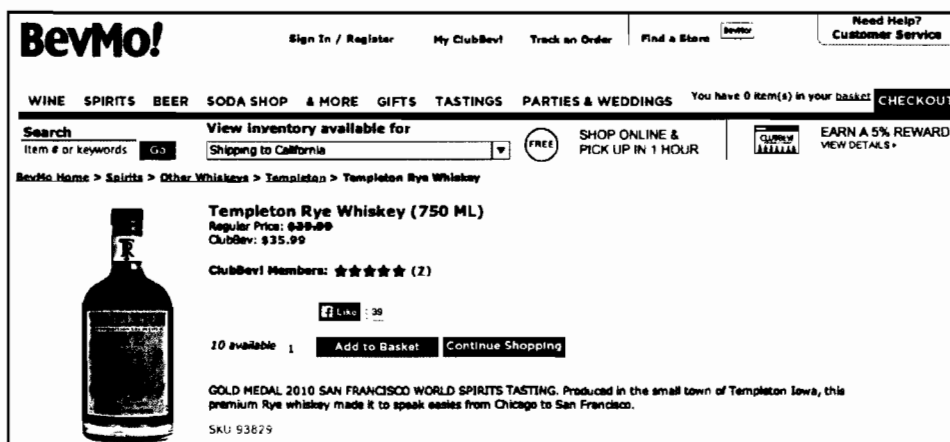 BevMo!
Sign In / Register My ClubBev! Track an Order Find a Store BevMo!
Need Help?
Customer Service
WINE SPIRITS BEER SODA SHOP & MORE GIFTS TASTINGS PARTIES & WEDDINGS You have 0 item(s) in your basket CHECKOUT
Search
Item # or keywords Go
View inventory available for
Shipping to California
FREE
SHOP ONLINE &
PICK UP IN 1 HOUR
CLUBBEV!
EARN A 5% REWARD
VIEW DETAILS
BevMo Home > Spirits > Other Whiskeys > Templeton > Templeton Rye Whiskey
Templeton Rye Whiskey (750 ML)
Regular Price: $39.99
ClubBev: $35.99
ClubBev! Members: ★★★★★ (2)
Like 39
10 available 1 Add to Basket Continue Shopping
GOLD MEDAL 2010 SAN FRANCISCO WORLD SPIRITS TASTING. Produced in the small town of Templeton Iowa, this
premium Rye whiskey made it to speak easies from Chicago to San Francisco.
SKU 93829